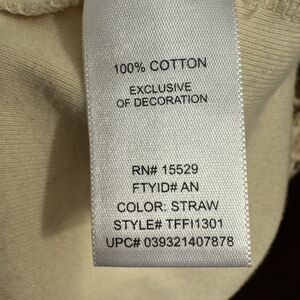 100% COTTON
EXCLUSIVE
OF DECORATION
RN# 15529
FTYID# AN
COLOR: STRAW
STYLE# TFFI1301
UPC# 039321407878